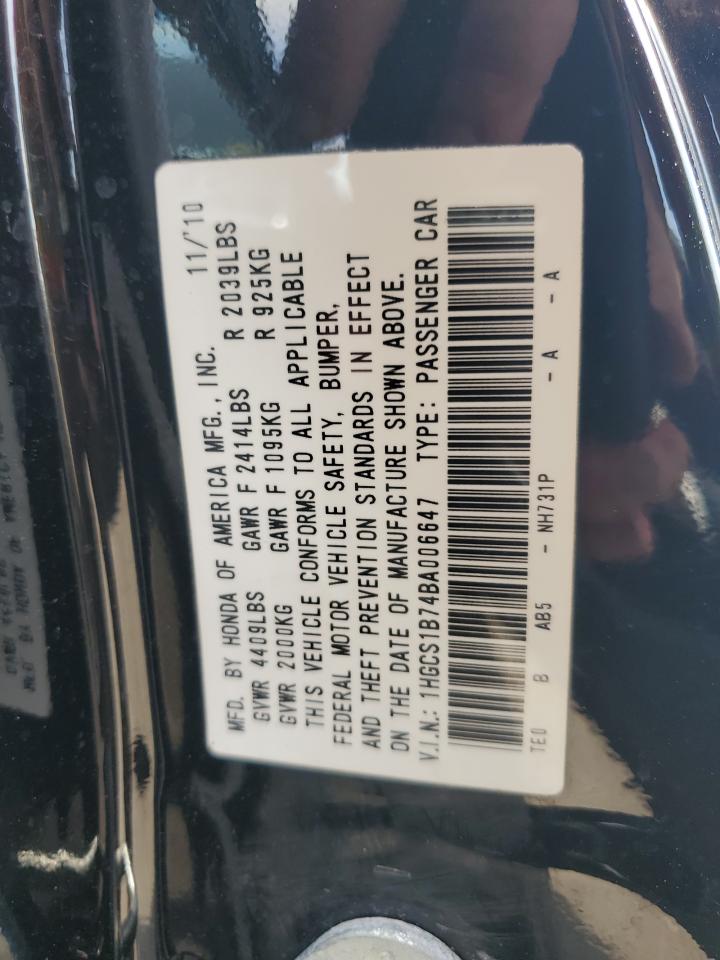 MFD. BY HONDA OF AMERICA MFG., INC. 11/'10
GVWR 4409LBS GAWR F 2414LBS R 2039LBS
GVWR 2000KG GAWR F 1095KG R 925KG
THIS VEHICLE CONFORMS TO ALL APPLICABLE
FEDERAL MOTOR VEHICLE SAFETY, BUMPER,
AND THEFT PREVENTION STANDARDS IN EFFECT
ON THE DATE OF MANUFACTURE SHOWN ABOVE.
V.I.N.: 1HGCS1B74BA006647 TYPE: PASSENGER CAR
TE0 B AB5 - NH731P - A - A